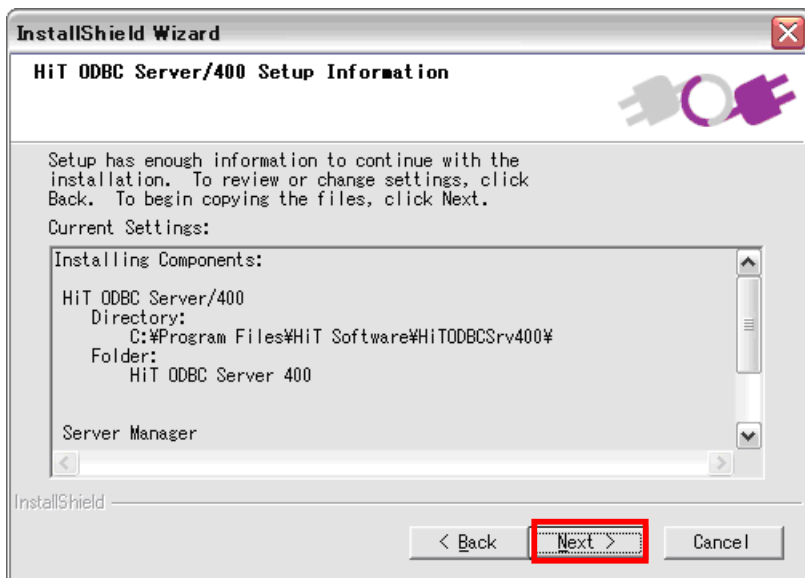 InstallShield Wizard
HiT ODBC Server/400 Setup Information
Setup has enough information to continue with the
installation.  To review or change settings, click
Back.  To begin copying the files, click Next.
Current Settings:
Installing Components:
HiT ODBC Server/400
Directory:
C:¥Program Files¥HiT Software¥HiTODBCSrv400¥
Folder:
HiT ODBC Server 400
Server Manager
InstallShield
< Back
Next >
Cancel